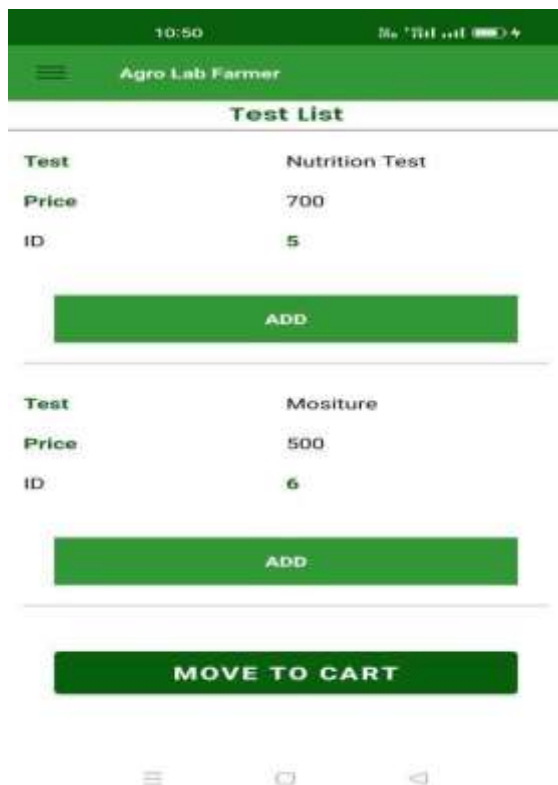 10:50
Agro Lab Farmer
Test List
Test Nutrition Test
Price 700
ID 5
ADD
Test Mositure
Price 500
ID 6
ADD
MOVE TO CART